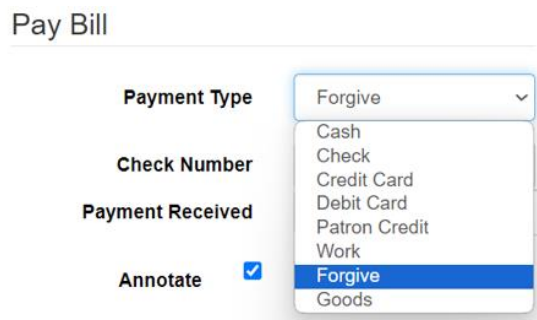 Pay Bill
Payment Type
Forgive
Cash
Check
Check Number
Credit Card
Debit Card
Payment Received
Patron Credit
Work
Annotate
Forgive
Goods